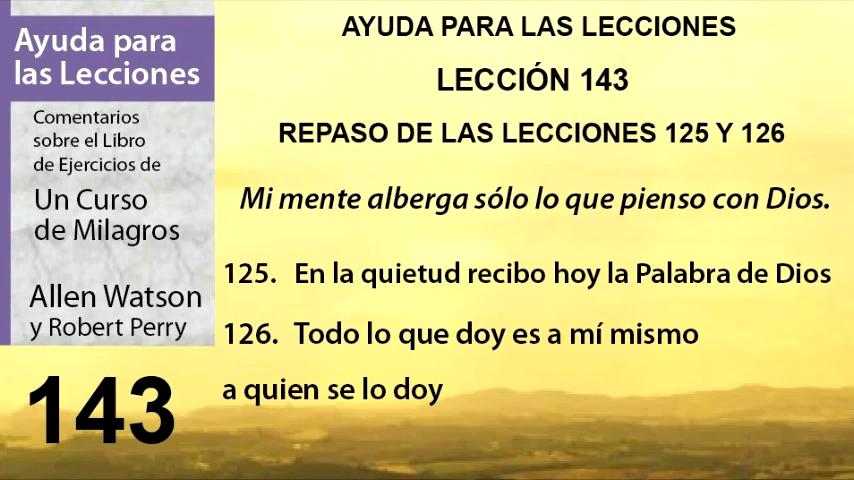 Ayuda para
las Lecciones
Comentarios
sobre el Libro
de Ejercicios de
Un Curso
de Milagros
Allen Watson
y Robert Perry
143
AYUDA PARA LAS LECCIONES
LECCIÓN 143
REPASO DE LAS LECCIONES 125 Y 126
Mi mente alberga sólo lo que pienso con Dios.
125. En la quietud recibo hoy la Palabra de Dios
126. Todo lo que doy es a mí mismo
a quien se lo doy